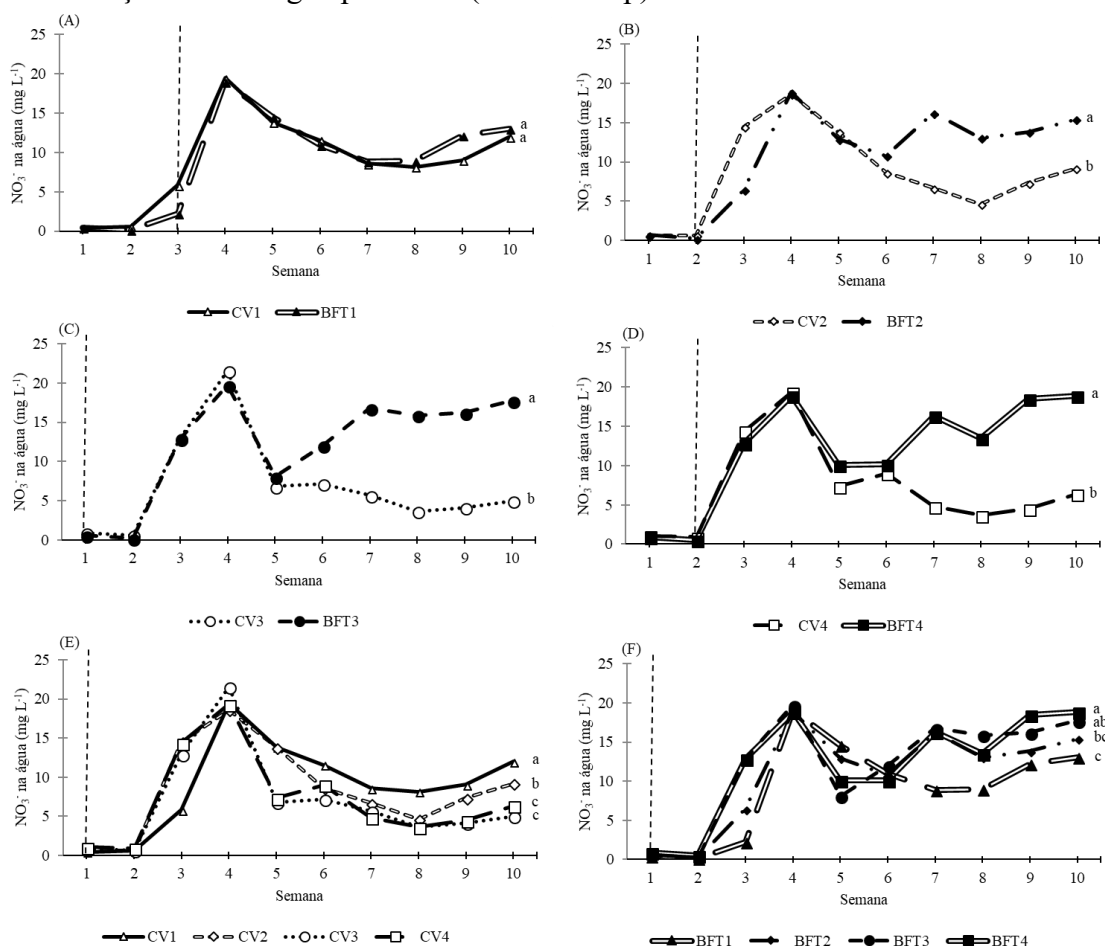 (A)
NO3- na água (mg L-1)
25
20
15
10
5
0
a
a
1 2 3 4 5 6 7 8 9 10
Semana
CV1 BFT1
(B)
NO3- na água (mg L-1)
25
20
15
10
5
0
a
b
1 2 3 4 5 6 7 8 9 10
Semana
CV2 BFT2
(C)
NO3- na água (mg L-1)
25
20
15
10
5
0
a
b
1 2 3 4 5 6 7 8 9 10
Semana
CV3 BFT3
(D)
NO3- na água (mg L-1)
25
20
15
10
5
0
a
b
1 2 3 4 5 6 7 8 9 10
Semana
CV4 BFT4
(E)
NO3- na água (mg L-1)
25
20
15
10
5
0
a
b
c
c
1 2 3 4 5 6 7 8 9 10
Semana
CV1 CV2 CV3 CV4
(F)
NO3- na água (mg L-1)
25
20
15
10
5
0
a
ab
bc
c
1 2 3 4 5 6 7 8 9 10
Semana
BFT1 BFT2 BFT3 BFT4